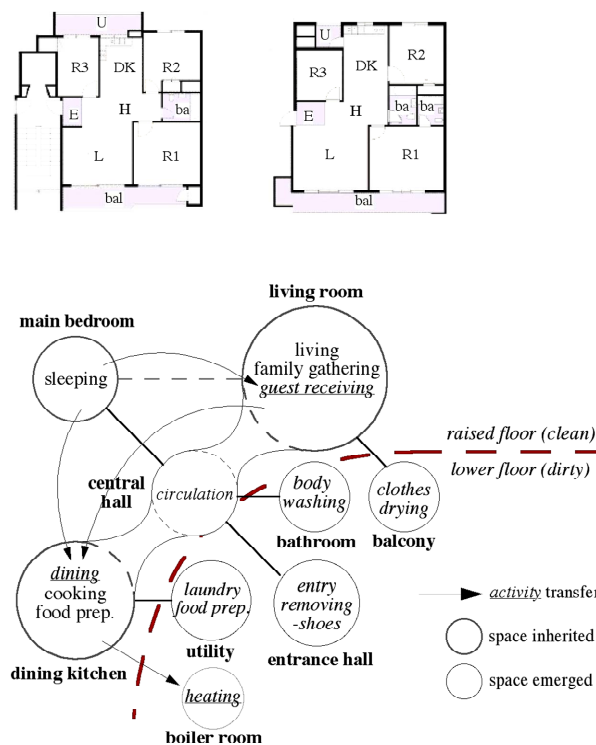 U
R3
DK
R2
E
H
ba
L
R1
bal
U
R3
DK
R2
E
H
ba
ba
L
R1
bal
living room
main bedroom
living
family gathering
guest receiving
sleeping
raised floor (clean)
lower floor (dirty)
central
hall
circulation
body
washing
clothes
drying
bathroom
balcony
dining
cooking
food prep.
laundry
food prep.
entry
removing
-shoes
activity transfer
space inherited
space emerged
utility
entrance hall
dining kitchen
heating
boiler room